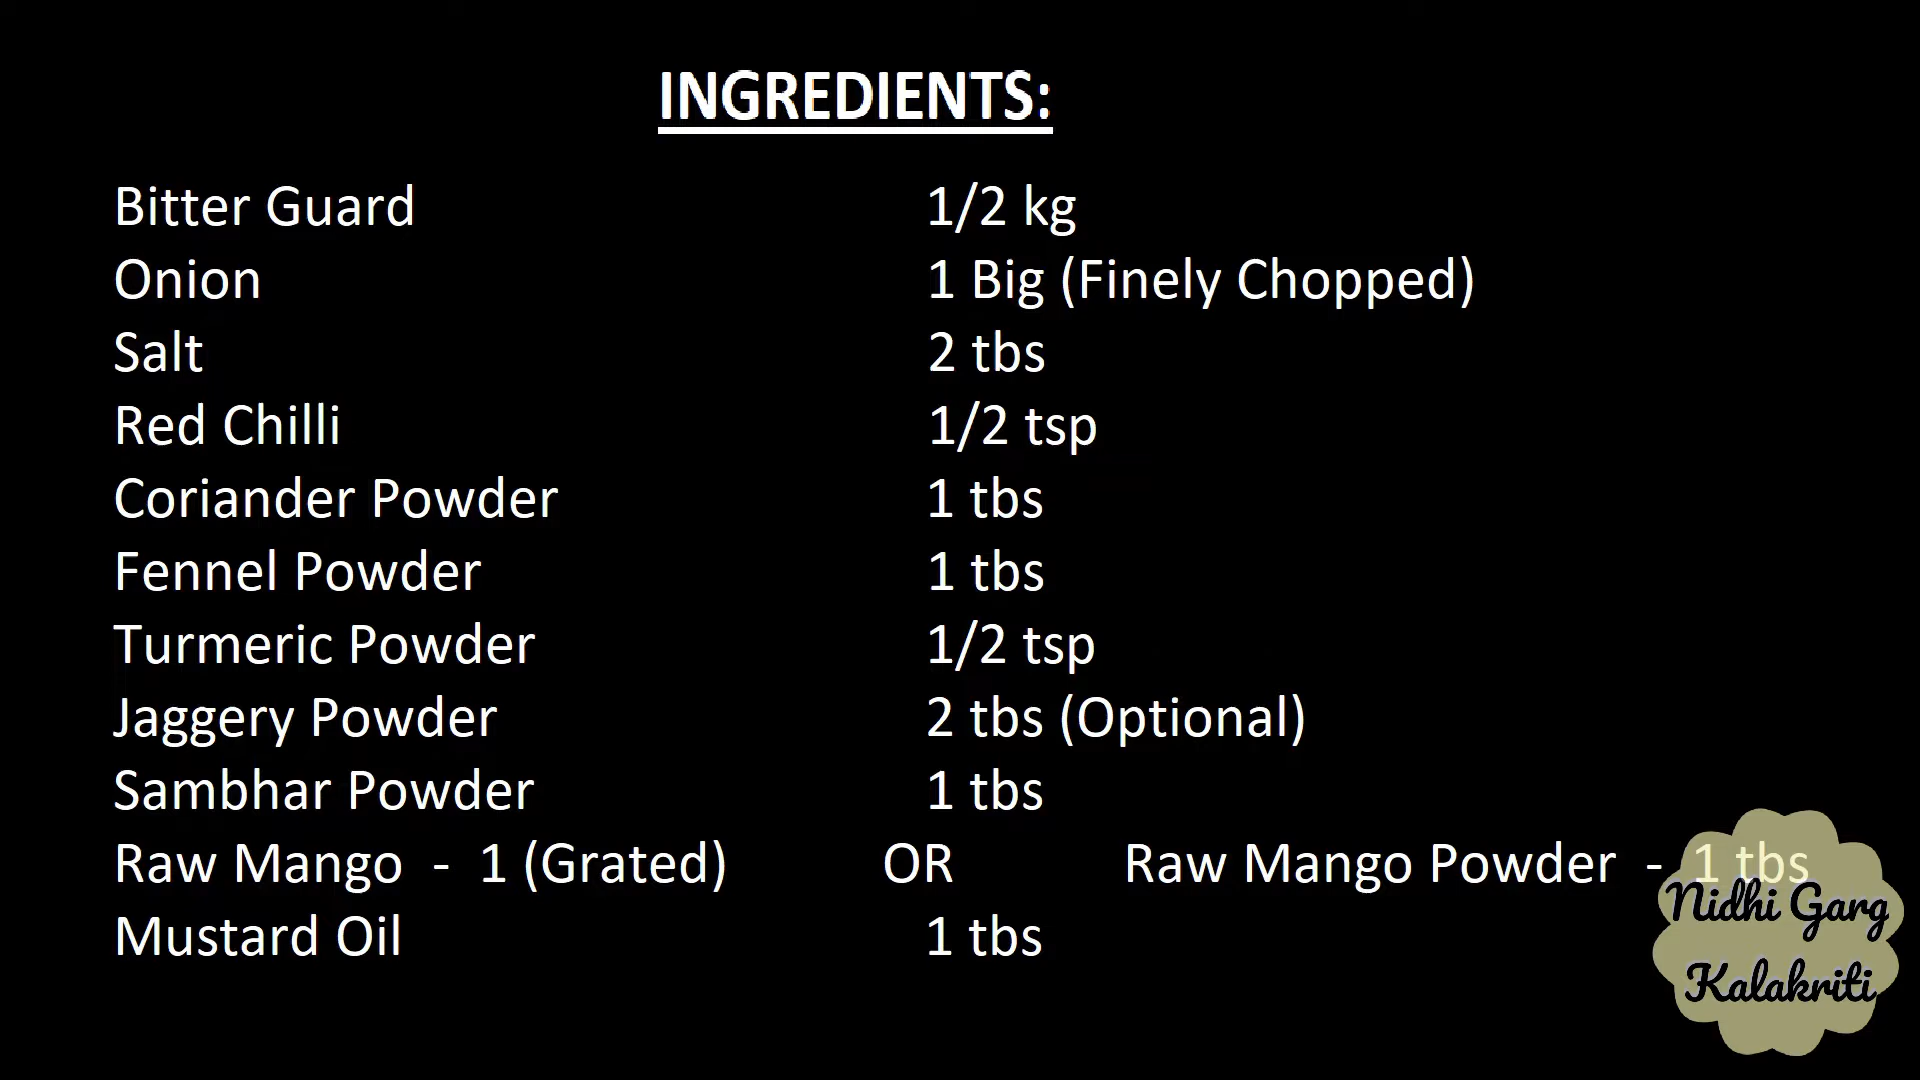 INGREDIENTS:
Bitter Guard 1/2 kg
Onion 1 Big (Finely Chopped)
Salt 2 tbs
Red Chilli 1/2 tsp
Coriander Powder 1 tbs
Fennel Powder 1 tbs
Turmeric Powder 1/2 tsp
Jaggery Powder 2 tbs (Optional)
Sambhar Powder 1 tbs
Raw Mango - 1 (Grated) OR Raw Mango Powder - 1 tbs
Mustard Oil 1 tbs
Nidhi Garg
Kalakriti